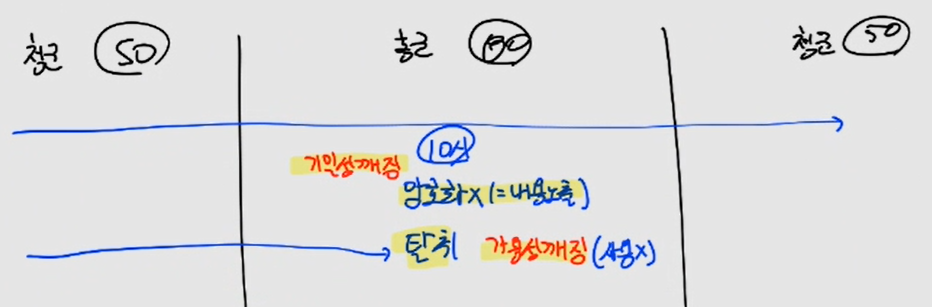 청군 50 홍군 100 청군 50
10시
기밀성깨짐
암호화x(=내용노출)
탈취 가용성깨짐(사용x)